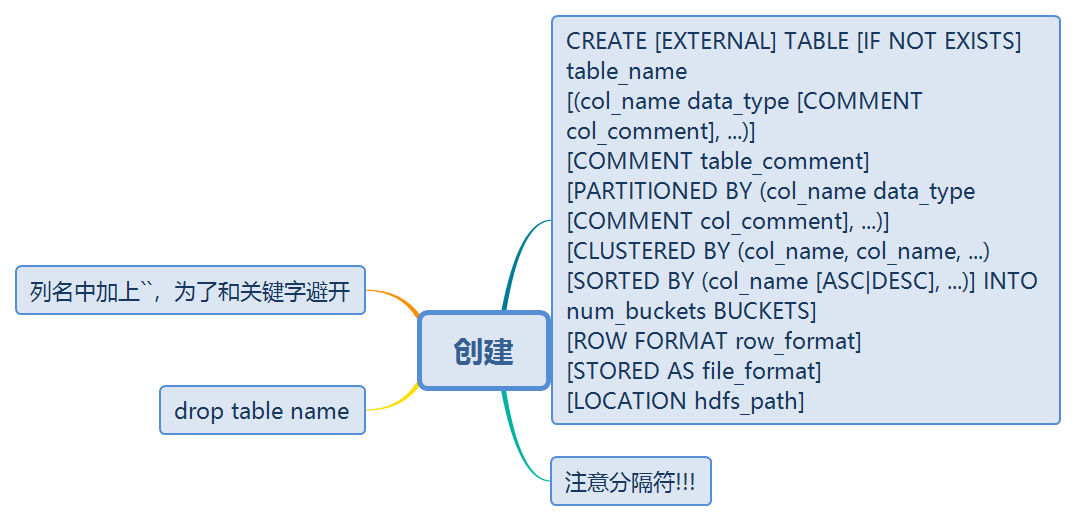 CREATE [EXTERNAL] TABLE [IF NOT EXISTS]
table_name
[(col_name data_type [COMMENT
col_comment], ...)]
[COMMENT table_comment]
[PARTITIONED BY (col_name data_type
[COMMENT col_comment], ...)]
[CLUSTERED BY (col_name, col_name, ...)
[SORTED BY (col_name [ASC|DESC], ...)] INTO
num_buckets BUCKETS]
[ROW FORMAT row_format]
[STORED AS file_format]
[LOCATION hdfs_path]
列名中加上``，为了和关键字避开
创建
drop table name
注意分隔符!!!